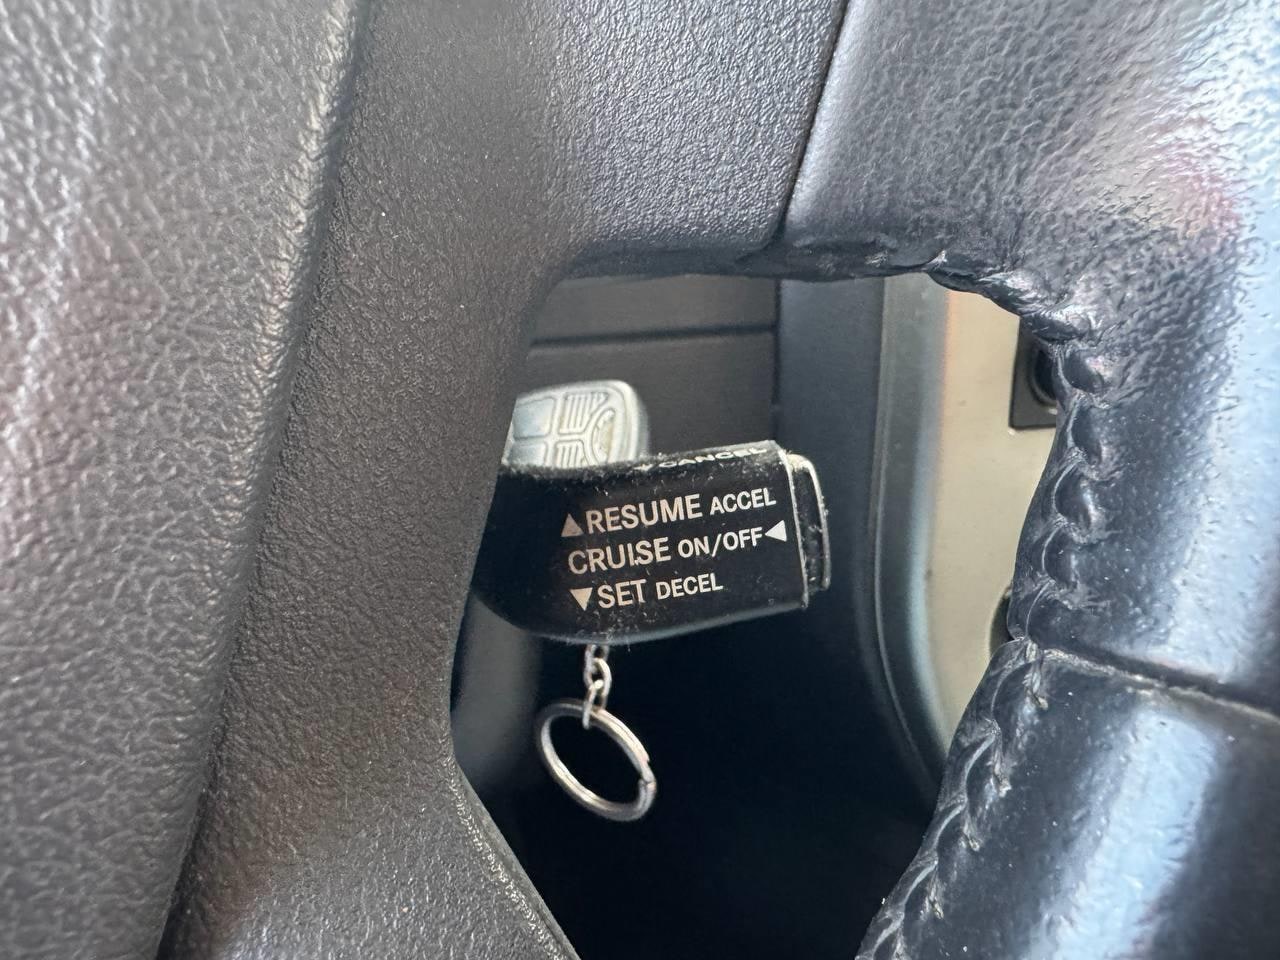 ▼CANCEL
▲RESUME ACCEL
CRUISE ON/OFF◀
▼SET DECEL